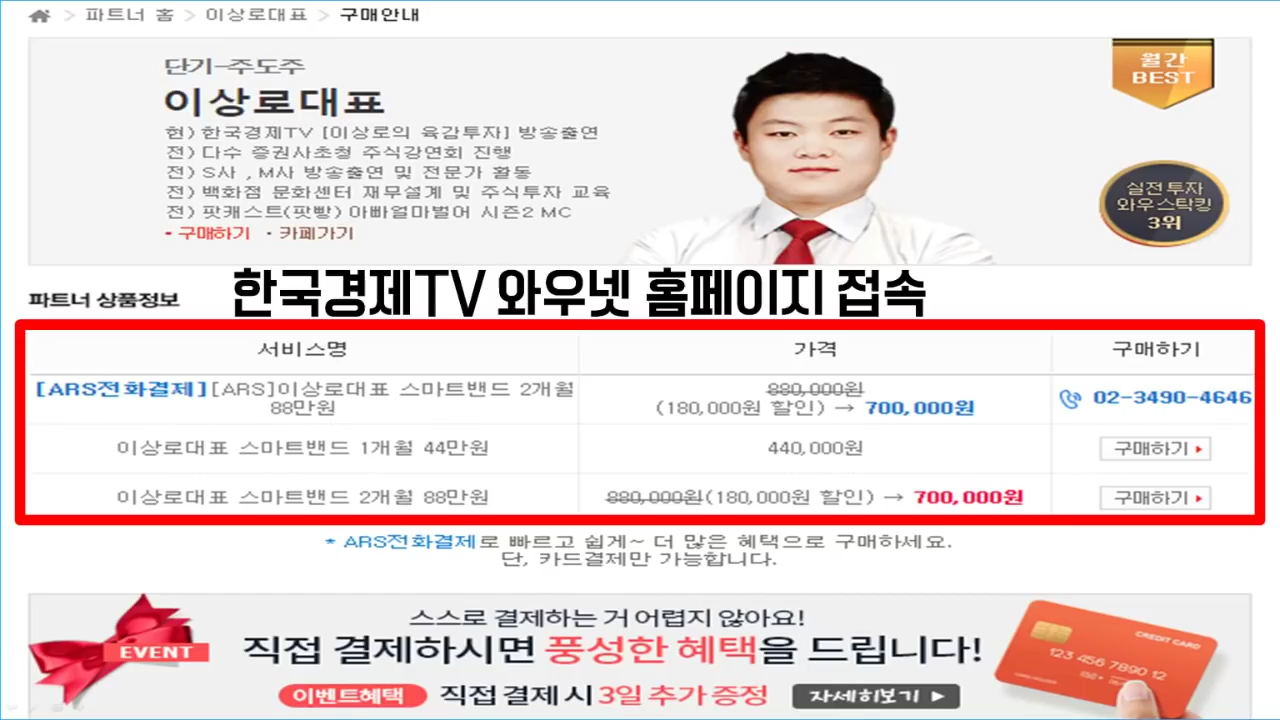 파트너 홈 > 이상로대표 > 구매안내
단기-주도주
이상로대표
현) 한국경제TV [이상로의 육감투자] 방송출연
전) 다수 증권사초청 주식강연회 진행
전) S사 , M사 방송출연 및 전문가 활동
전) 백화점 문화센터 재무설계 및 주식투자 교육
전) 팟캐스트(팟빵) 아빠얼마벌어 시즌2 MC
• 구매하기 • 카페가기
월간
BEST
실전 투자
와우 스탁킹
3위
파트너 상품정보
한국경제TV 와우넷 홈페이지 접속
서비스명 가격 구매하기
[ARS전화결제][ARS]이상로대표 스마트밴드 2개월
88만원
880,000원
(180,000원 할인) → 700,000원
02-3490-4646
이상로대표 스마트밴드 1개월 44만원 440,000원 구매하기
이상로대표 스마트밴드 2개월 88만원 880,000원(180,000원 할인) → 700,000원 구매하기
* ARS전화결제로 빠르고 쉽게~ 더 많은 혜택으로 구매하세요.
단, 카드결제만 가능합니다.
EVENT
스스로 결제하는 거 어렵지 않아요!
직접 결제하시면 풍성한 혜택을 드립니다!
이벤트혜택 직접 결제 시 3일 추가 증정 자세히보기 ▶
CREDIT CARD
123 456 7890 12